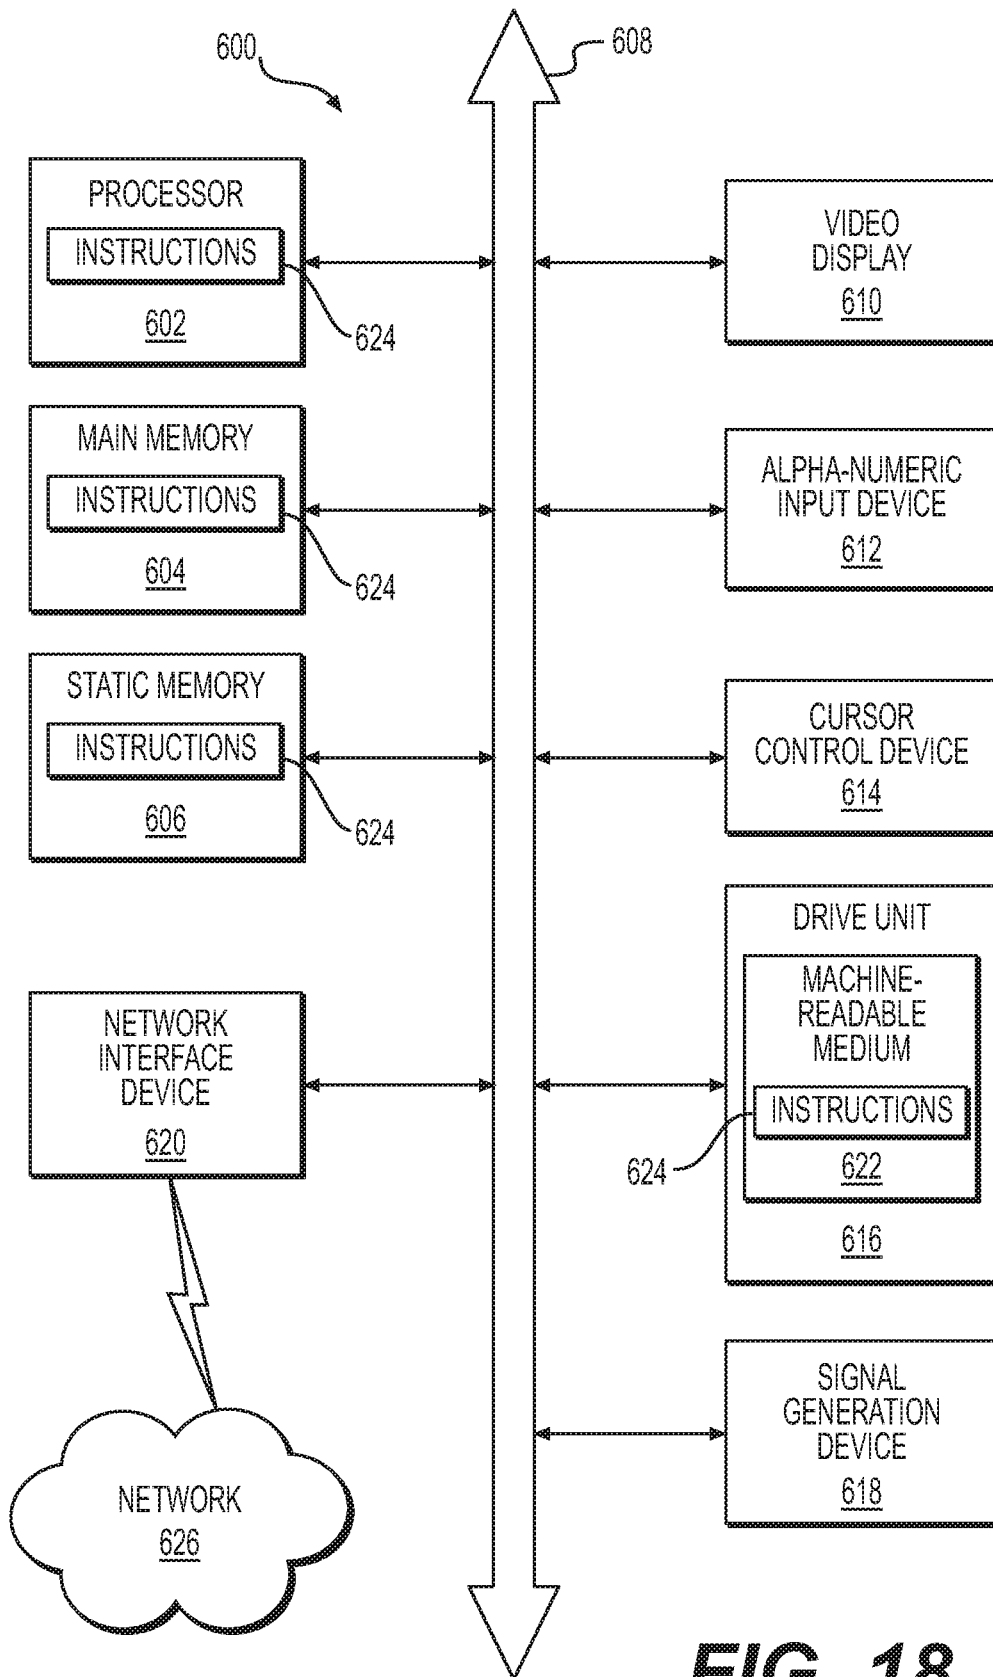 600
608
PROCESSOR
INSTRUCTIONS
602
624
MAIN MEMORY
INSTRUCTIONS
604
624
STATIC MEMORY
INSTRUCTIONS
606
624
NETWORK
INTERFACE
DEVICE
620
NETWORK
626
VIDEO
DISPLAY
610
ALPHA-NUMERIC
INPUT DEVICE
612
CURSOR
CONTROL DEVICE
614
DRIVE UNIT
MACHINE-
READABLE
MEDIUM
INSTRUCTIONS
624
622
616
SIGNAL
GENERATION
DEVICE
618
FIG. 18